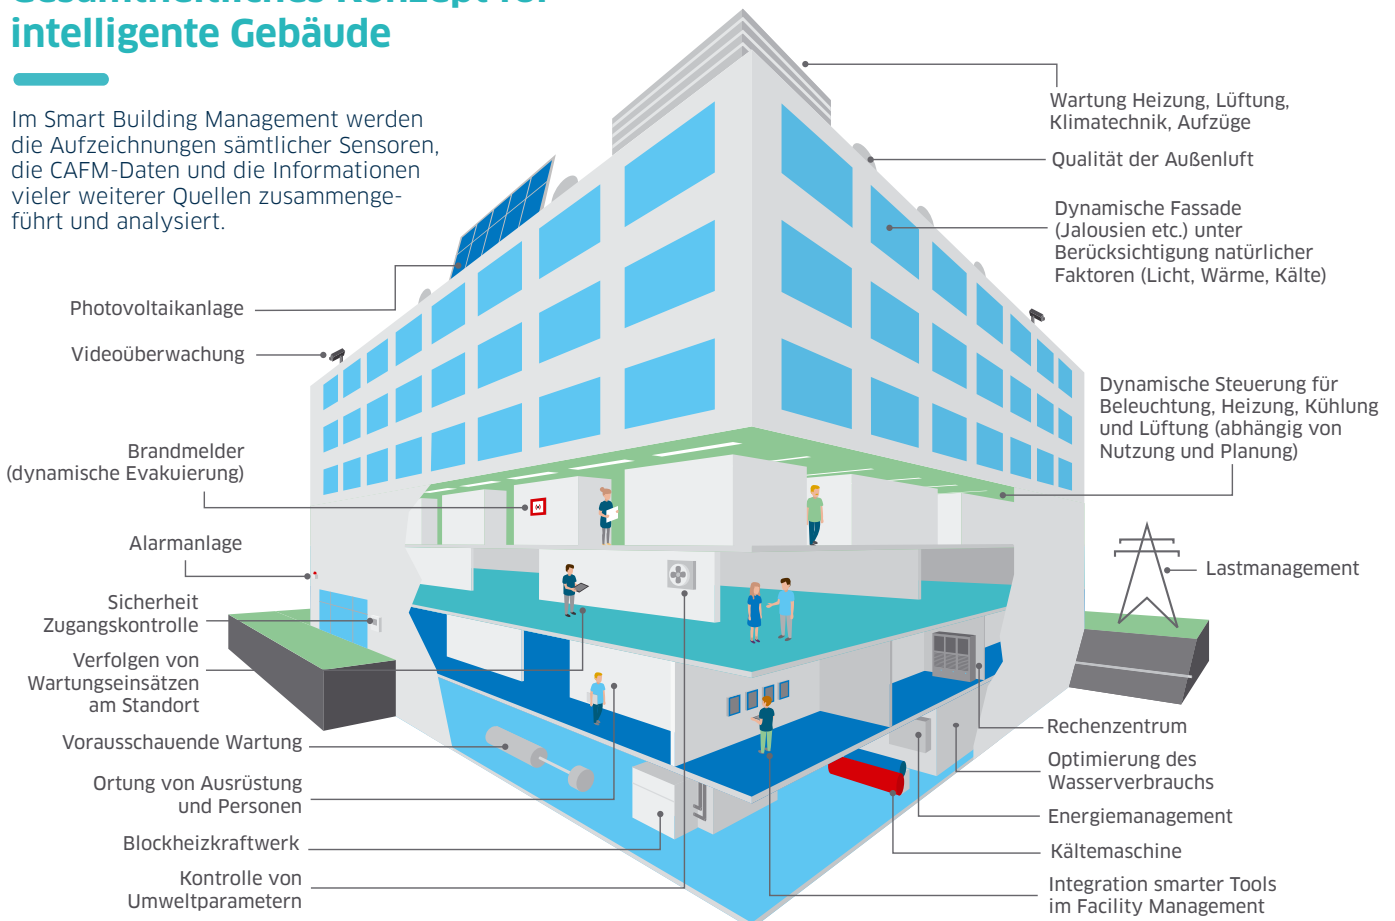 Gesamtheitliches Konzept für
intelligente Gebäude
Im Smart Building Management werden
die Aufzeichnungen sämtlicher Sensoren,
die CAFM-Daten und die Informationen
vieler weiterer Quellen zusammenge-
führt und analysiert.
Photovoltaikanlage
Videoüberwachung
Brandmelder
(dynamische Evakuierung)
Alarmanlage
Sicherheit
Zugangskontrolle
Verfolgen von
Wartungseinsätzen
am Standort
Vorausschauende Wartung
Ortung von Ausrüstung
und Personen
Blockheizkraftwerk
Kontrolle von
Umweltparametern
Wartung Heizung, Lüftung,
Klimatechnik, Aufzüge
Qualität der Außenluft
Dynamische Fassade
(Jalousien etc.) unter
Berücksichtigung natürlicher
Faktoren (Licht, Wärme, Kälte)
Dynamische Steuerung für
Beleuchtung, Heizung, Kühlung
und Lüftung (abhängig von
Nutzung und Planung)
Lastmanagement
Rechenzentrum
Optimierung des
Wasserverbrauchs
Energiemanagement
Kältemaschine
Integration smarter Tools
im Facility Management